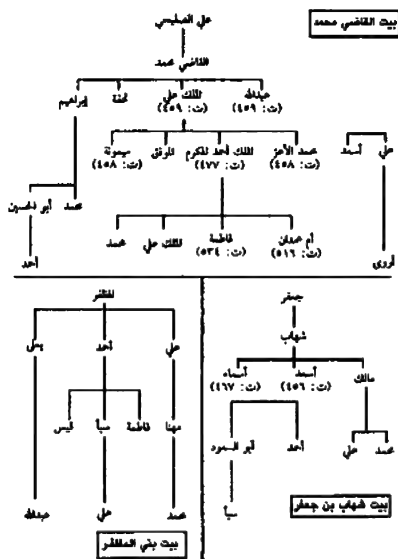 بيت القاضي محمد
علي الصليحي
القاضي محمد
عبدالله الملك علي تحفة إبراهيم
(ت: ٤٥٩) (ت: ٤٥٩)
محمد الأعز الملك أحمد المكرم الموفق ميمونة
(ت: ٤٥٨) (ت: ٤٧٧) (ت: ٤٥٨)
علي أسعد
محمد أبو الحسين
أم همدان فاطمة الملك علي محمد
(ت: ٥١٦) (ت: ٥٣٤)
أروى
أحمد
جعفر
شهاب
مالك أسعد أسماء
(ت: ٤٥٦) (ت: ٤٦٧)
محمد علي أحمد أبو السعود
سبأ
بيت شهاب بن جعفر
المظفر
علي أحمد يعلى
مهنا فاطمة سبأ قيس
محمد علي عبدالله
بيت بني المظفر